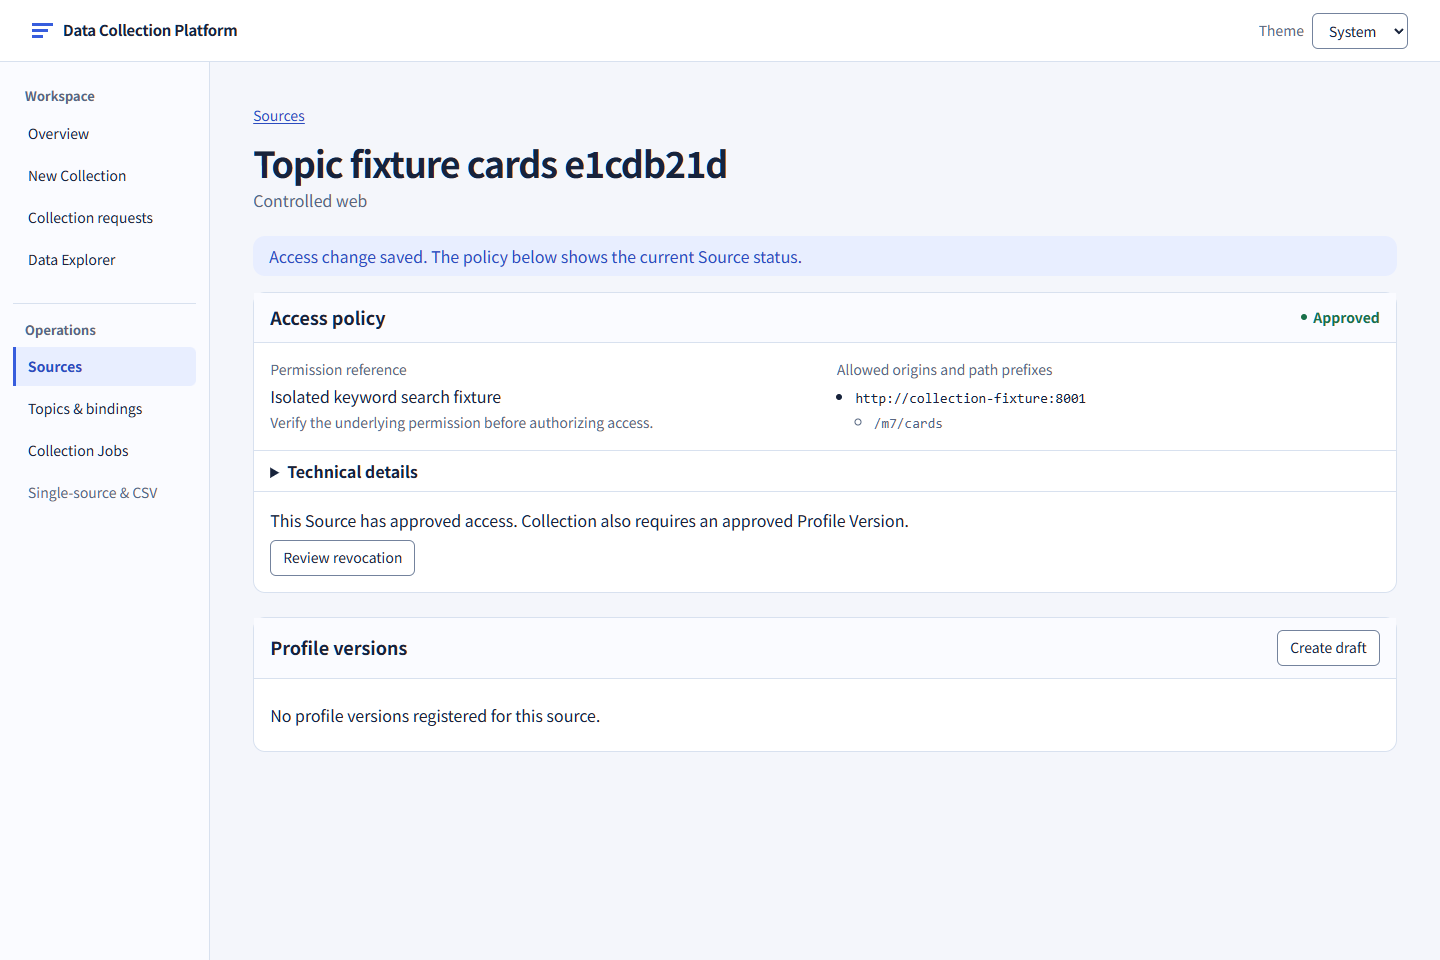 Data Collection Platform
Theme
System
Workspace
Overview
New Collection
Collection requests
Data Explorer
Operations
Sources
Topics & bindings
Collection Jobs
Single-source & CSV
Sources
Topic fixture cards e1cdb21d
Controlled web
Access change saved. The policy below shows the current Source status.
Access policy
Approved
Permission reference
Isolated keyword search fixture
Verify the underlying permission before authorizing access.
Allowed origins and path prefixes
http://collection-fixture:8001
/m7/cards
Technical details
This Source has approved access. Collection also requires an approved Profile Version.
Review revocation
Profile versions
Create draft
No profile versions registered for this source.